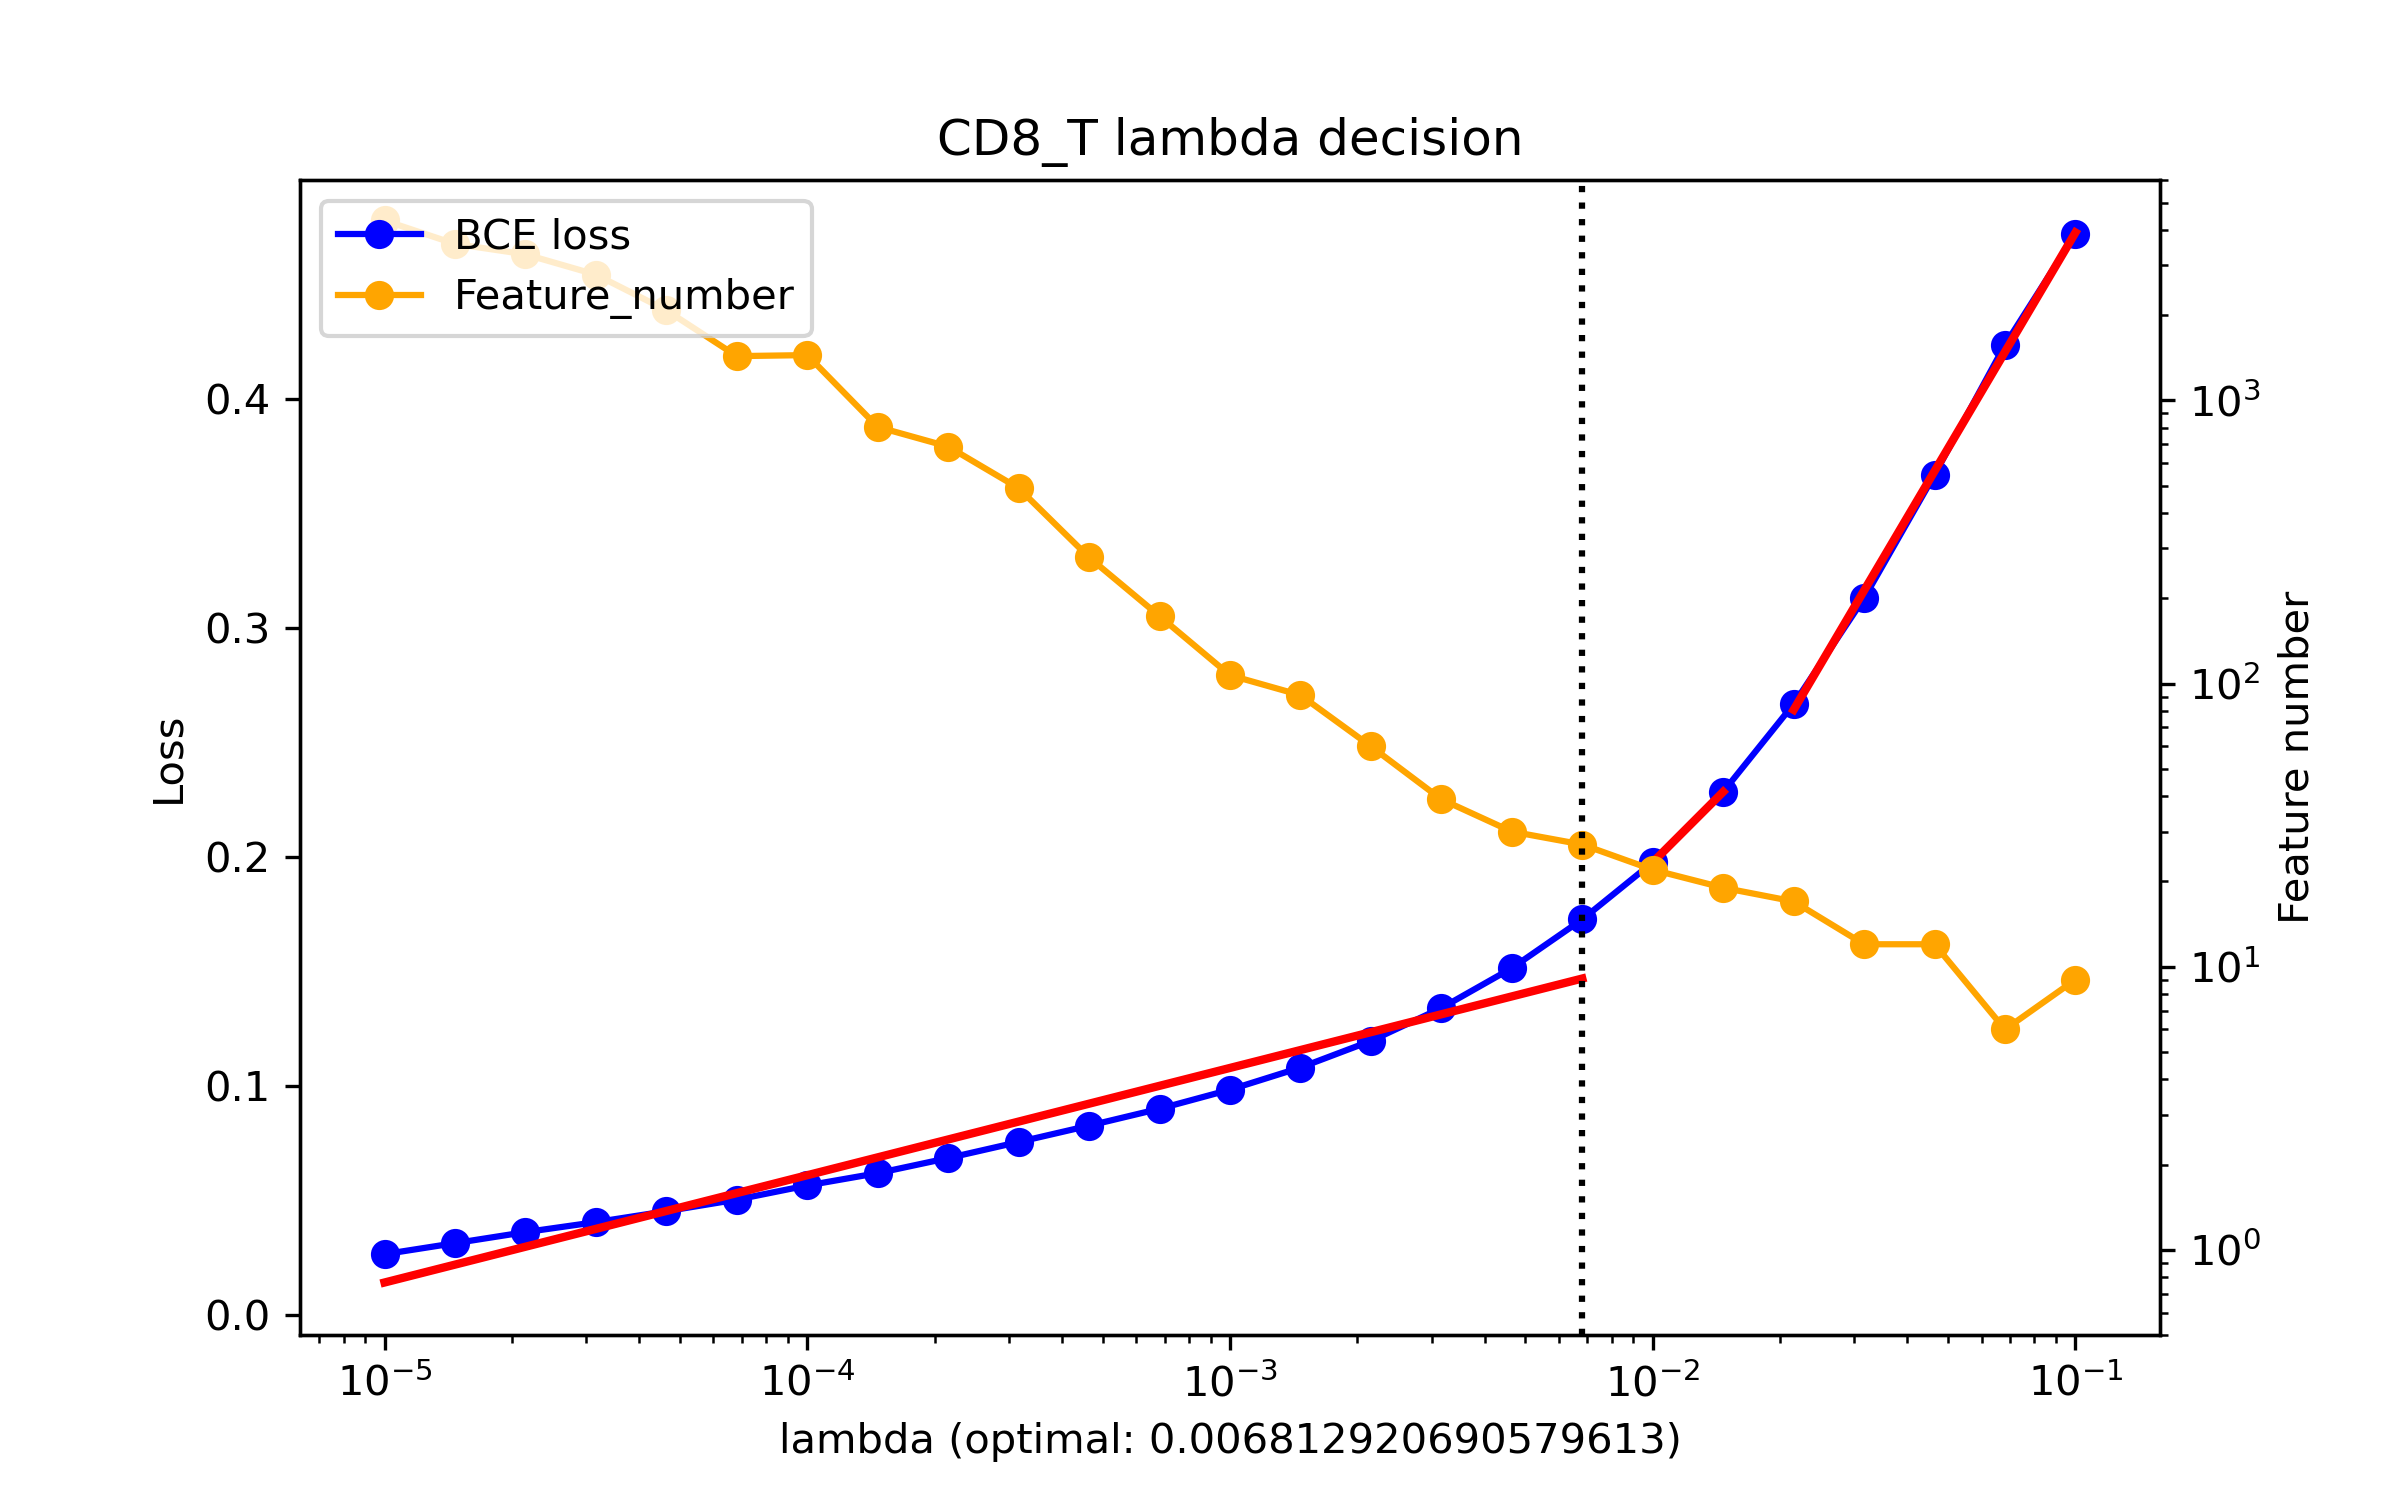 CD8_T lambda decision
BCE loss
Feature_number
0.4
0.3
0.2
0.1
0.0
Loss
10³
10²
10¹
10⁰
Feature number
10⁻⁵ 10⁻⁴ 10⁻³ 10⁻² 10⁻¹
lambda (optimal: 0.006812920690579613)